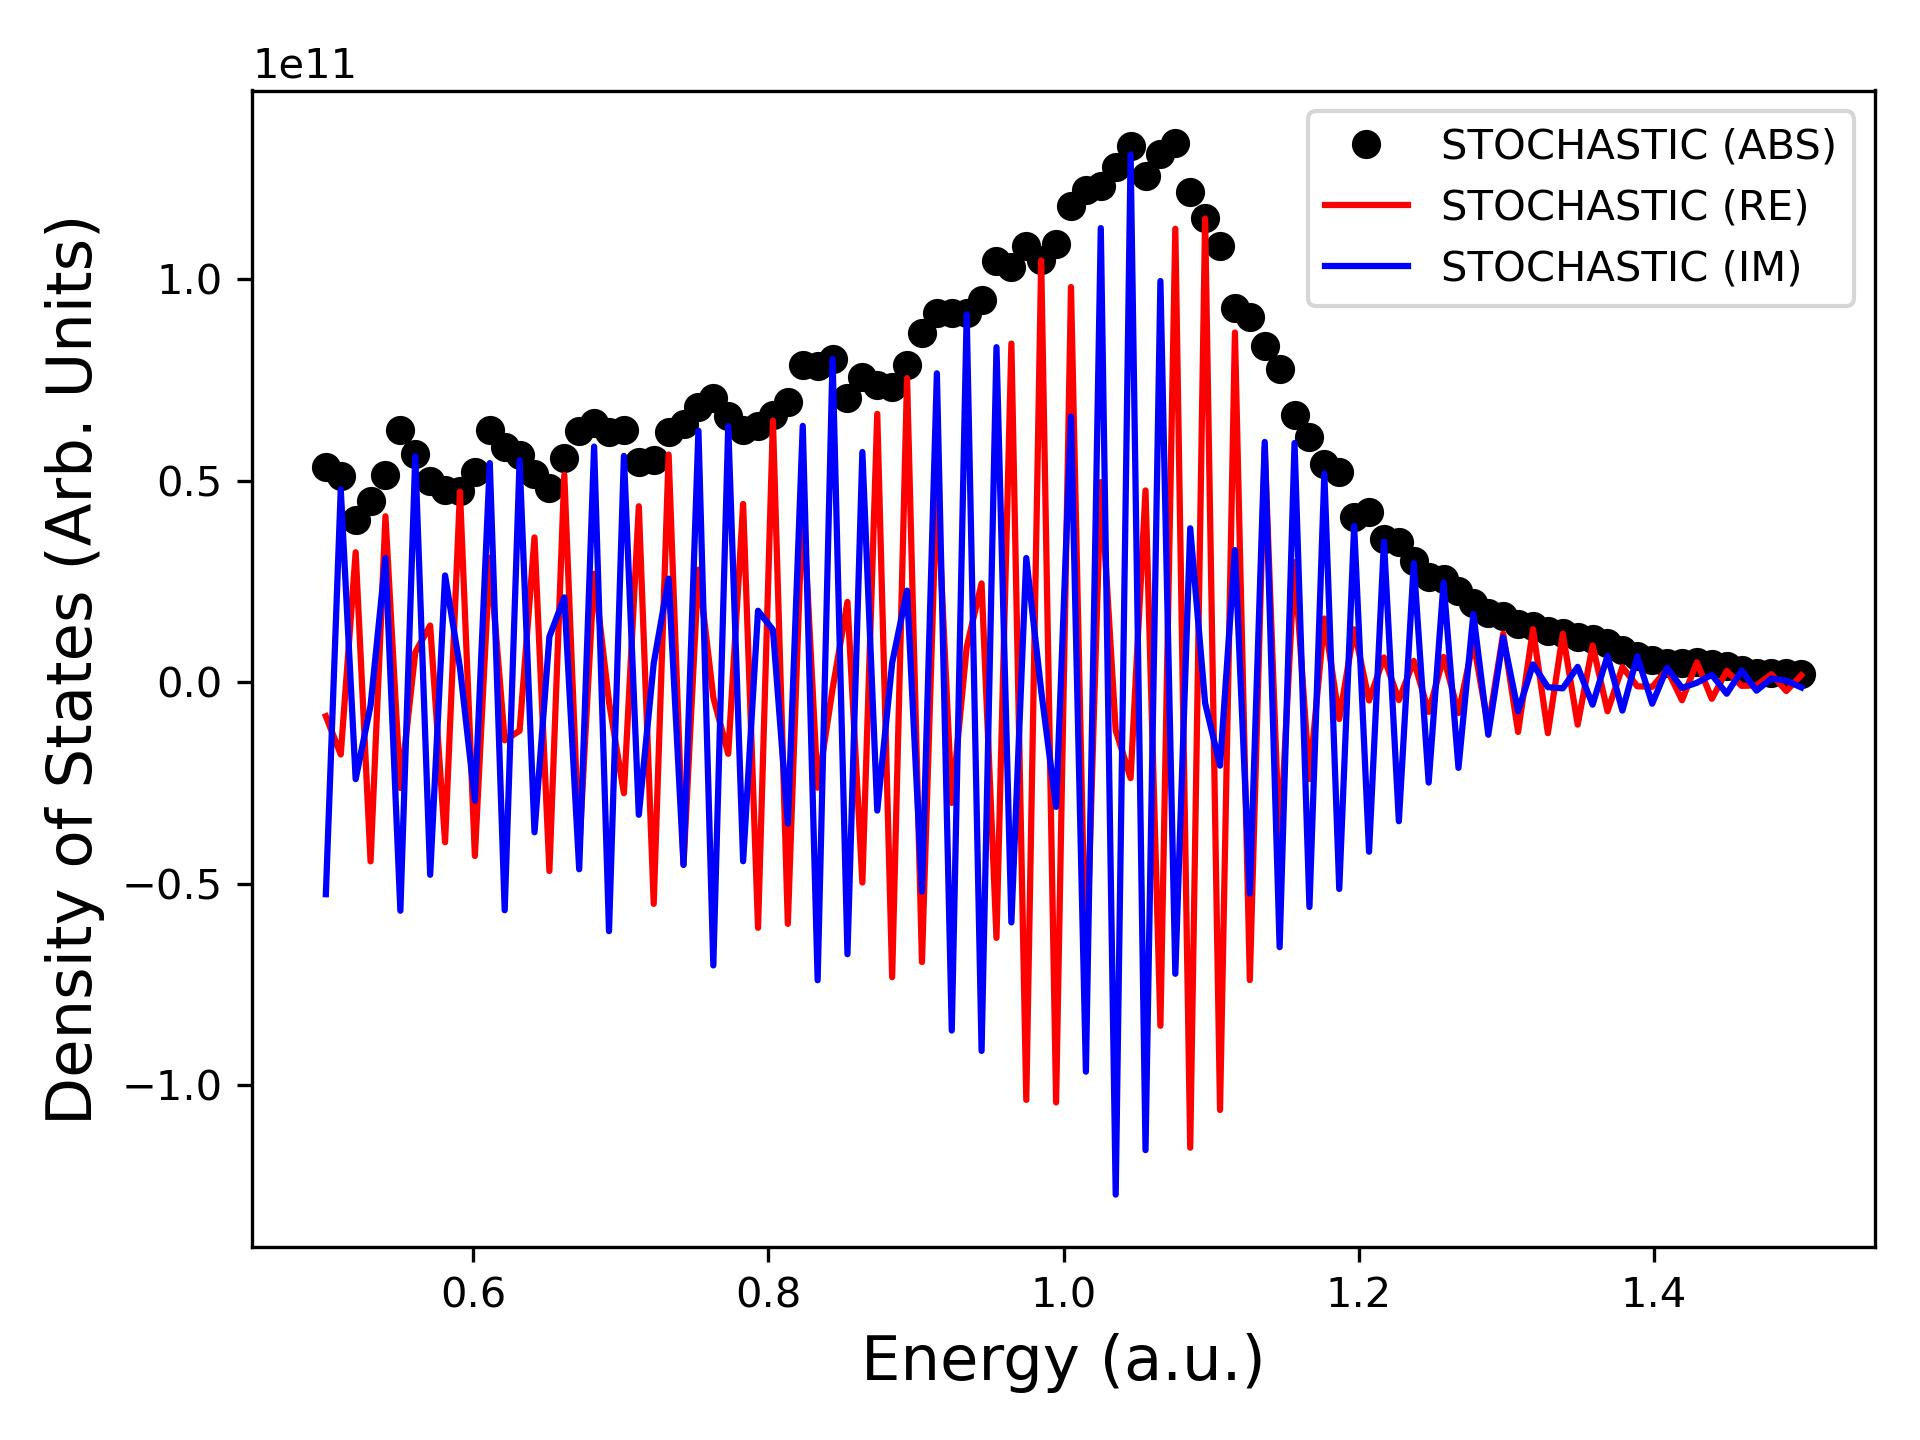 1e11
STOCHASTIC (ABS)
STOCHASTIC (RE)
STOCHASTIC (IM)
Density of States (Arb. Units)
1.0
0.5
0.0
−0.5
−1.0
0.6 0.8 1.0 1.2 1.4
Energy (a.u.)